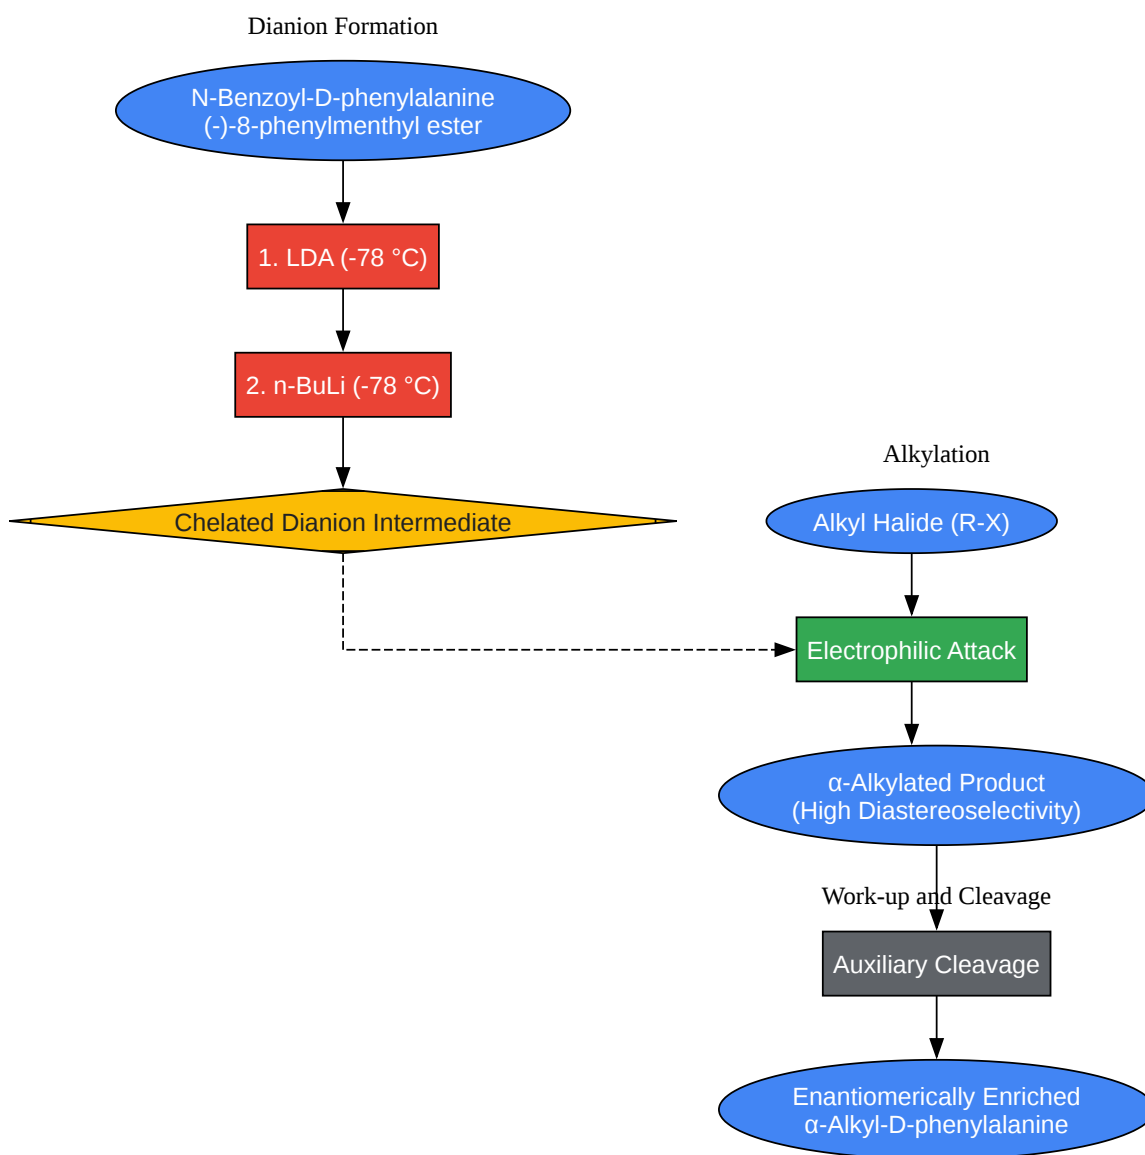 Dianion Formation
N-Benzoyl-D-phenylalanine
(-)-8-phenylmenthyl ester
1. LDA (-78 °C)
2. n-BuLi (-78 °C)
Chelated Dianion Intermediate
Alkylation
Alkyl Halide (R-X)
Electrophilic Attack
α-Alkylated Product
(High Diastereoselectivity)
Work-up and Cleavage
Auxiliary Cleavage
Enantiomerically Enriched
α-Alkyl-D-phenylalanine